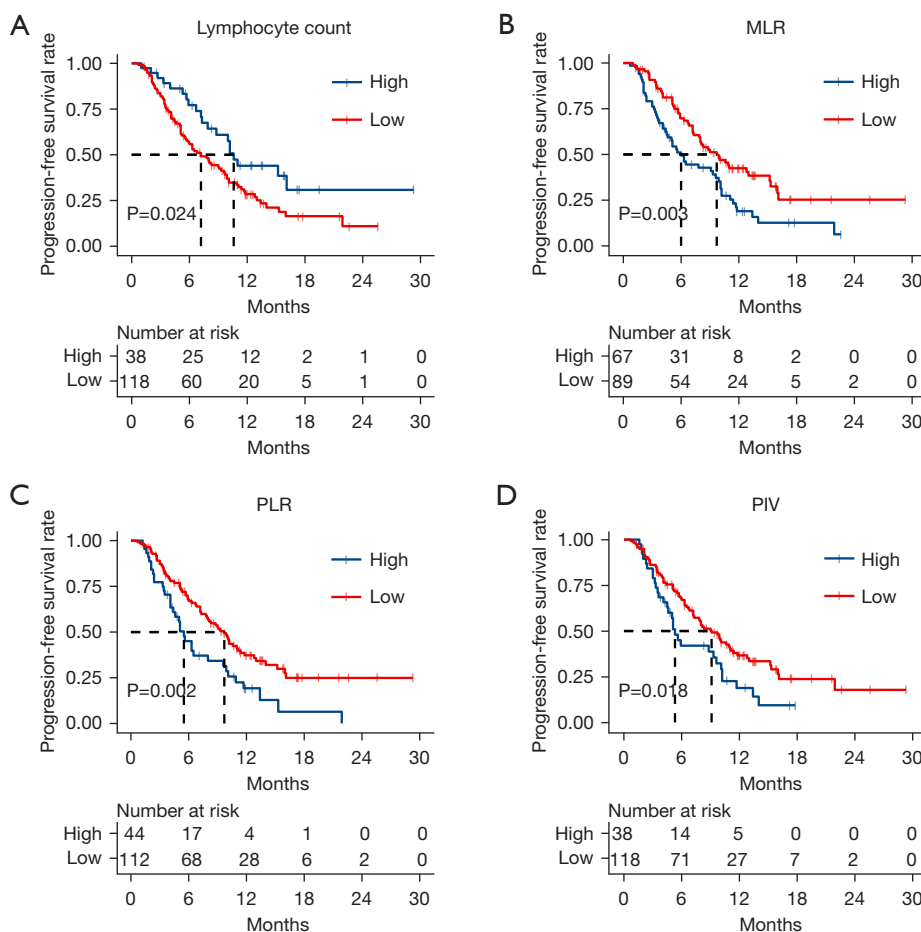 A
Lymphocyte count
Progression-free survival rate
1.00
0.75
0.50
0.25
0.00
High
Low
P=0.024
0 6 12 18 24 30
Months
Number at risk
High 38 25 12 2 1 0
Low 118 60 20 5 1 0
0 6 12 18 24 30
Months
B
MLR
Progression-free survival rate
1.00
0.75
0.50
0.25
0.00
High
Low
P=0.003
0 6 12 18 24 30
Months
Number at risk
High 67 31 8 2 0 0
Low 89 54 24 5 2 0
0 6 12 18 24 30
Months
C
PLR
Progression-free survival rate
1.00
0.75
0.50
0.25
0.00
High
Low
P=0.002
0 6 12 18 24 30
Months
Number at risk
High 44 17 4 1 0 0
Low 112 68 28 6 2 0
0 6 12 18 24 30
Months
D
PIV
Progression-free survival rate
1.00
0.75
0.50
0.25
0.00
High
Low
P=0.018
0 6 12 18 24 30
Months
Number at risk
High 38 14 5 0 0 0
Low 118 71 27 7 2 0
0 6 12 18 24 30
Months